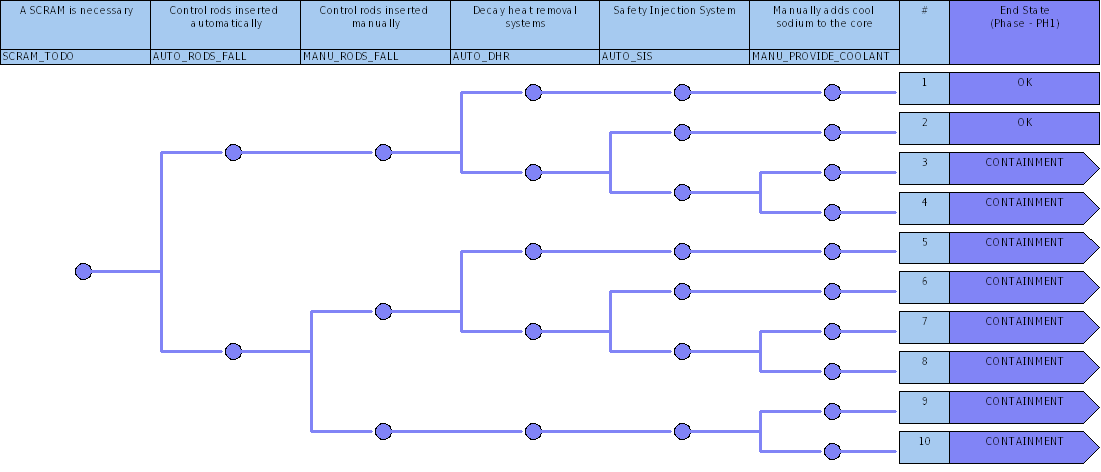 A SCRAM is necessary
Control rods inserted
automatically
Control rods inserted
manually
Decay heat removal
systems
Safety Injection System
Manually adds cool
sodium to the core
#
End State
(Phase - PH1)
SCRAM_TODO
AUTO_RODS_FALL
MANU_RODS_FALL
AUTO_DHR
AUTO_SIS
MANU_PROVIDE_COOLANT
1
OK
2
OK
3
CONTAINMENT
4
CONTAINMENT
5
CONTAINMENT
6
CONTAINMENT
7
CONTAINMENT
8
CONTAINMENT
9
CONTAINMENT
10
CONTAINMENT